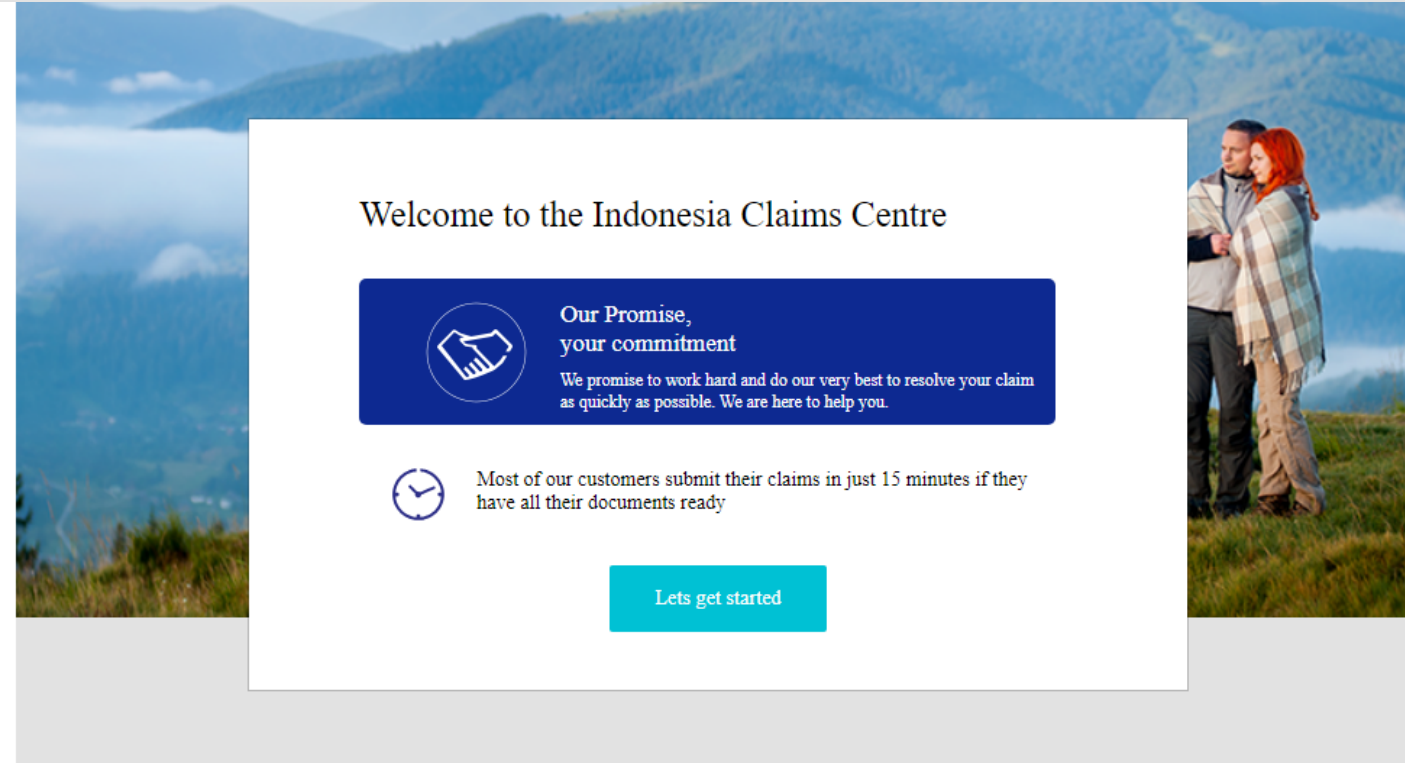 Welcome to the Indonesia Claims Centre
Our Promise,
your commitment
We promise to work hard and do our very best to resolve your claim
as quickly as possible. We are here to help you.
Most of our customers submit their claims in just 15 minutes if they
have all their documents ready
Lets get started